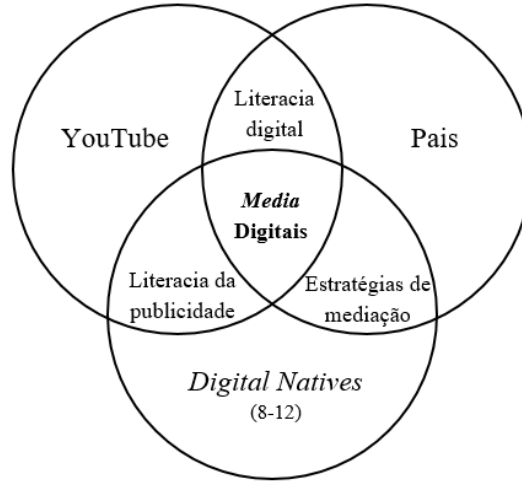 Literacia
digital
YouTube
Pais
Media
Digitais
Literacia da
publicidade
Estratégias de
mediação
Digital Natives
(8-12)